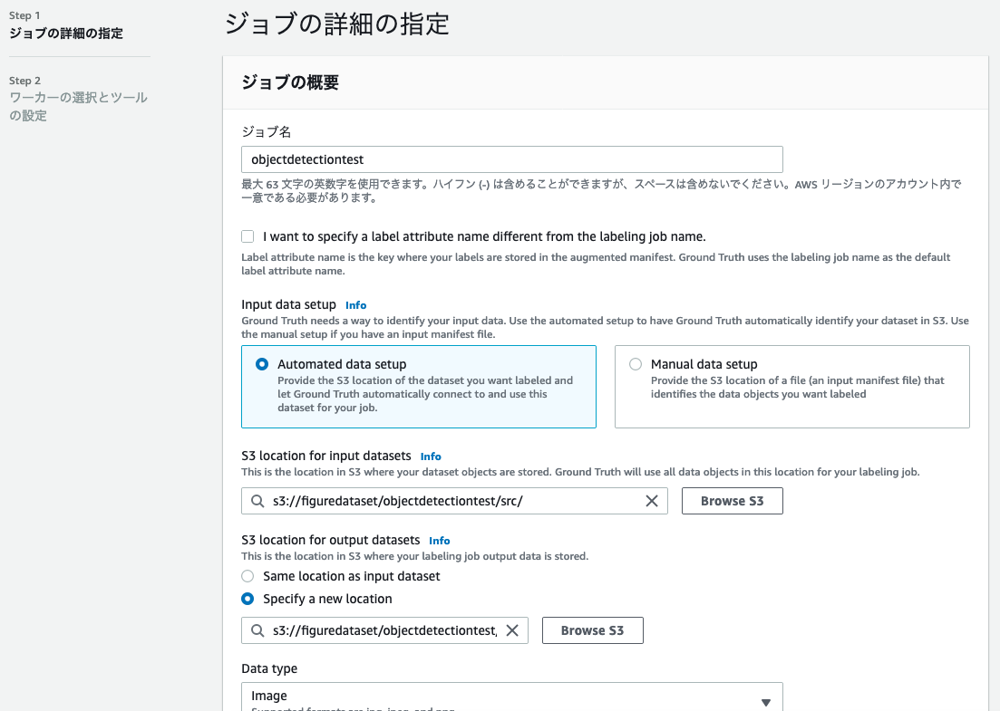 Step 1
ジョブの詳細の指定
Step 2
ワーカーの選択とツール
の設定
ジョブの詳細の指定
ジョブの概要
ジョブ名
objectdetectiontest
最大 63 文字の英数字を使用できます。ハイフン (-) は含めることができますが、スペースは含めないでください。AWS リージョンのアカウント内で
一意である必要があります。
I want to specify a label attribute name different from the labeling job name.
Label attribute name is the key where your labels are stored in the augmented manifest. Ground Truth uses the labeling job name as the default
label attribute name.
Input data setup Info
Ground Truth needs a way to identify your input data. Use the automated setup to have Ground Truth automatically identify your dataset in S3. Use
the manual setup if you have an input manifest file.
Automated data setup
Provide the S3 location of the dataset you want labeled and
let Ground Truth automatically connect to and use this
dataset for your job.
Manual data setup
Provide the S3 location of a file (an input manifest file) that
identifies the data objects you want labeled
S3 location for input datasets Info
This is the location in S3 where your dataset objects are stored. Ground Truth will use all data objects in this location for your labeling job.
s3://figuredataset/objectdetectiontest/src/
Browse S3
S3 location for output datasets Info
This is the location in S3 where your labeling job output data is stored.
Same location as input dataset
Specify a new location
s3://figuredataset/objectdetectiontest
Browse S3
Data type
Image